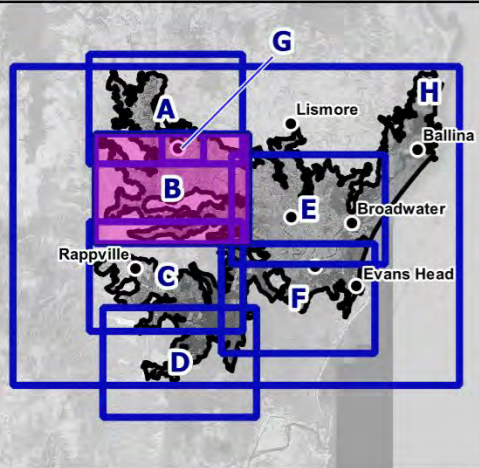 G
A
H
Lismore
Ballina
B
E
Broadwater
Rappville
C
Evans Head
F
D